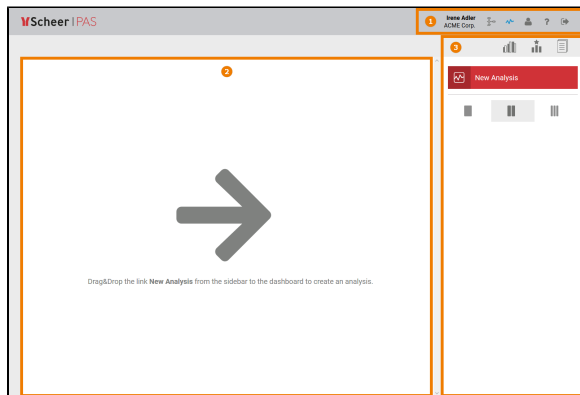 Scheer PAS
1
Irene Adler
ACME Corp.
?
2
3
New Analysis
Drag&Drop the link New Analysis from the sidebar to the dashboard to create an analysis.